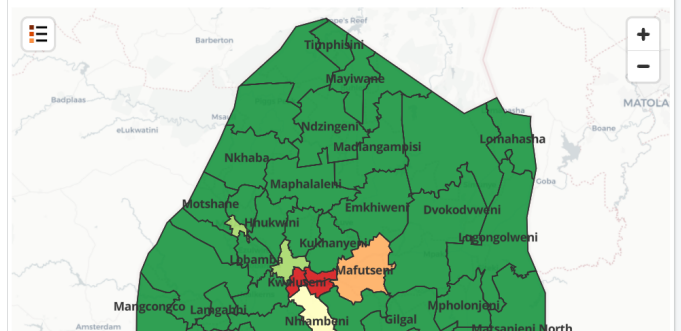 Timphisini
Barberton
Mayiwane
Badplaas
MATOLA
eLukwatini
Ndzingeni
Boane
Lomahasha
Madlangampisi
Nkhaba
Maphalaleni
Goba
Motshane
Emkhiweni
Dvokodvweni
Hhukwini
Lugongolweni
Kukhanyeni
Lobamba
Mafutseni
Kwaluseni
Mangcongco
Lamgabhi
Mpholonjeni
Nhlambeni
Gilgal
Amsterdam
Matsanjeni North